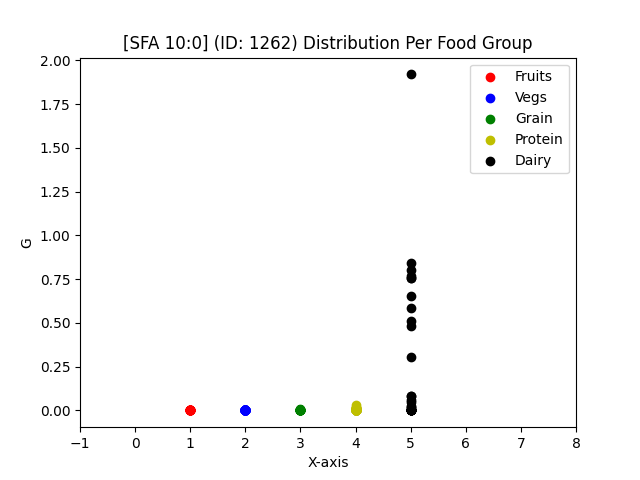 [SFA 10:0] (ID: 1262) Distribution Per Food Group
2.00
1.75
1.50
1.25
1.00
0.75
0.50
0.25
0.00
G
−1 0 1 2 3 4 5 6 7 8
X-axis
Fruits
Vegs
Grain
Protein
Dairy